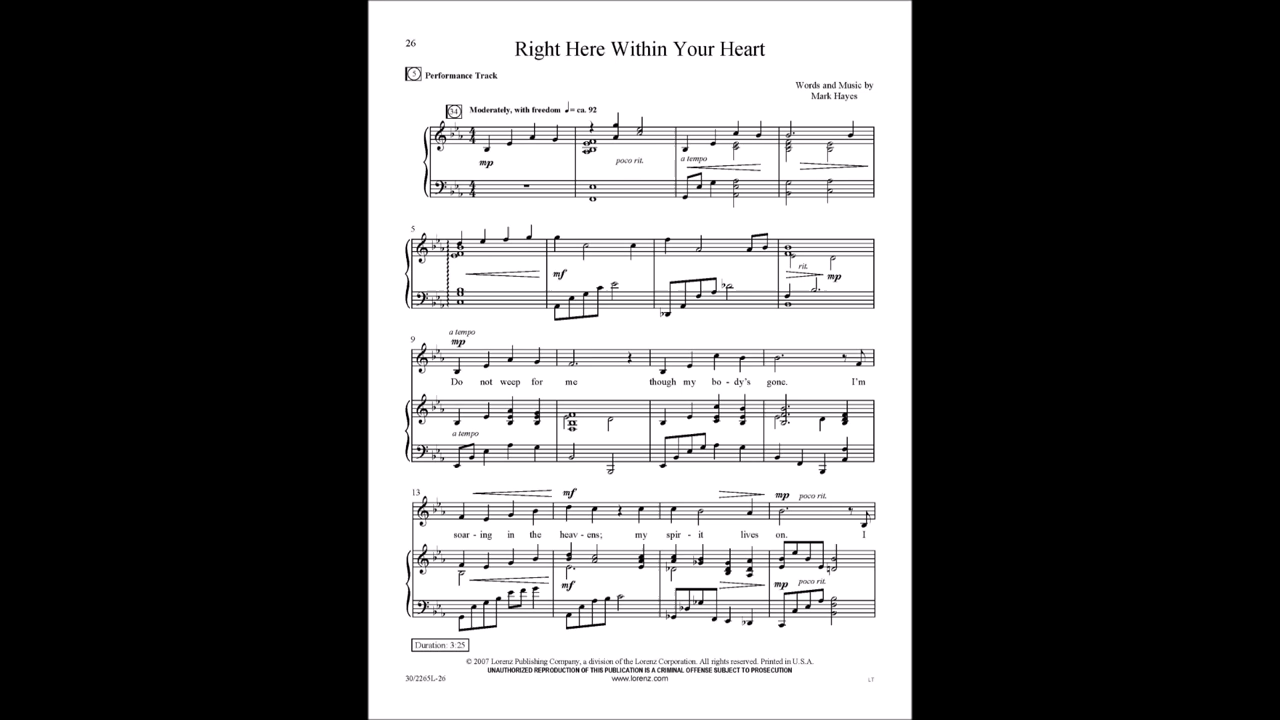 26
Right Here Within Your Heart
5 Performance Track
Words and Music by
Mark Hayes
34 Moderately, with freedom ♩= ca. 92
mp
poco rit.
a tempo
5
mf
rit.
mp
9
a tempo
mp
Do not weep for me though my bo - dy's gone. I'm
a tempo
13
mf
mp poco rit.
soar - ing in the heav - ens; my spir - it lives on. I
mf
mp poco rit.
Duration: 3:25
© 2007 Lorenz Publishing Company, a division of the Lorenz Corporation. All rights reserved. Printed in U.S.A.
UNAUTHORIZED REPRODUCTION OF THIS PUBLICATION IS A CRIMINAL OFFENSE SUBJECT TO PROSECUTION
www.lorenz.com
30/2265L-26
LT